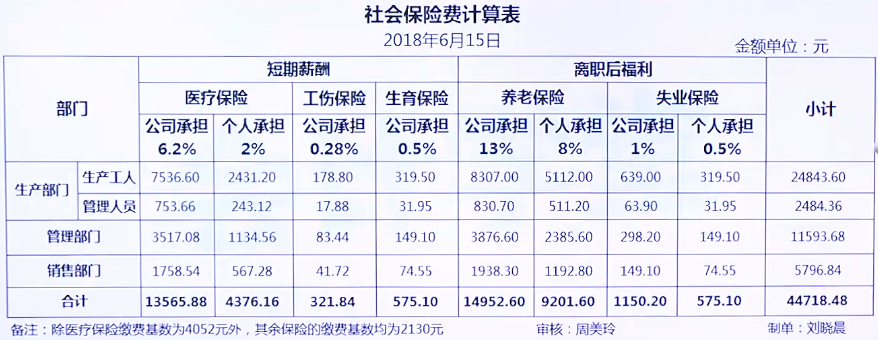 社会保险费计算表
2018年6月15日
金额单位：元
部门 短期薪酬 离职后福利 小计
医疗保险 工伤保险 生育保险 养老保险 失业保险
公司承担 个人承担 公司承担 公司承担 公司承担 个人承担 公司承担 个人承担
6.2% 2% 0.28% 0.5% 13% 8% 1% 0.5%
生产部门 生产工人 7536.60 2431.20 178.80 319.50 8307.00 5112.00 639.00 319.50 24843.60
管理人员 753.66 243.12 17.88 31.95 830.70 511.20 63.90 31.95 2484.36
管理部门 3517.08 1134.56 83.44 149.10 3876.60 2385.60 298.20 149.10 11593.68
销售部门 1758.54 567.28 41.72 74.55 1938.30 1192.80 149.10 74.55 5796.84
合计 13565.88 4376.16 321.84 575.10 14952.60 9201.60 1150.20 575.10 44718.48
备注：除医疗保险缴费基数为4052元外，其余保险的缴费基数均为2130元 审核：周美玲 制单：刘晓晨